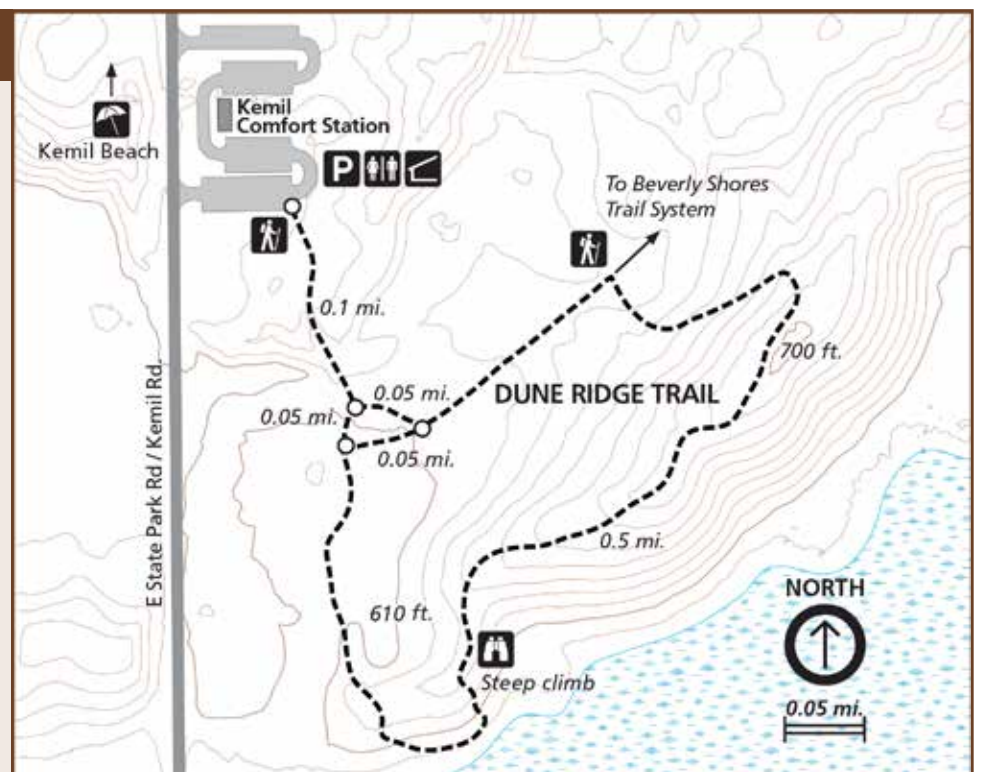 Kemil
Comfort Station
Kemil Beach
P
To Beverly Shores
Trail System
0.1 mi.
700 ft.
0.05 mi.
DUNE RIDGE TRAIL
0.05 mi.
0.05 mi.
E State Park Rd / Kemil Rd.
0.5 mi.
610 ft.
NORTH
Steep climb
0.05 mi.